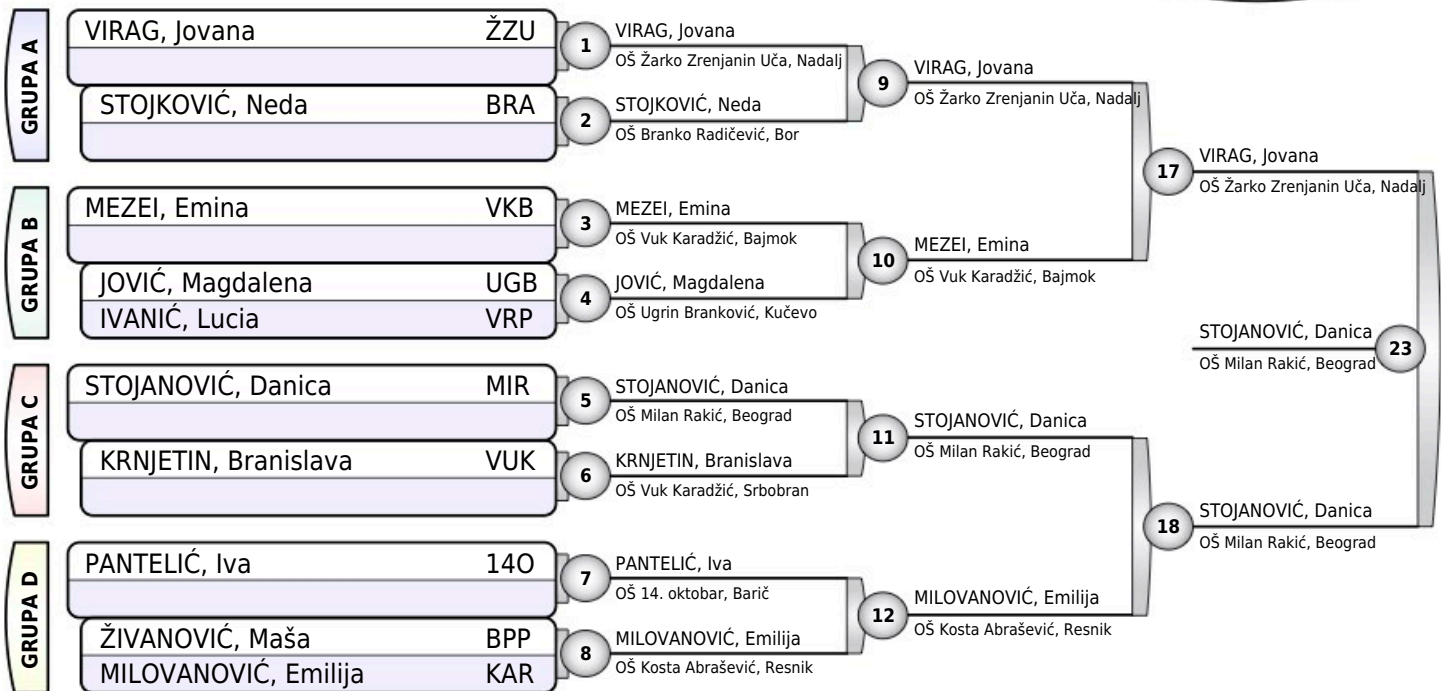 GRUPA A
VIRAG, Jovana ŽZU
STOJKOVIĆ, Neda BRA
GRUPA B
MEZEI, Emina VKB
JOVIĆ, Magdalena UGB
IVANIĆ, Lucia VRP
GRUPA C
STOJANOVIĆ, Danica MIR
KRNJETIN, Branislava VUK
GRUPA D
PANTELIĆ, Iva 14O
ŽIVANOVIĆ, Maša BPP
MILOVANOVIĆ, Emilija KAR
1
VIRAG, Jovana
OŠ Žarko Zrenjanin Uča, Nadalj
2
STOJKOVIĆ, Neda
OŠ Branko Radičević, Bor
3
MEZEI, Emina
OŠ Vuk Karadžić, Bajmok
4
JOVIĆ, Magdalena
OŠ Ugrin Branković, Kučevo
5
STOJANOVIĆ, Danica
OŠ Milan Rakić, Beograd
6
KRNJETIN, Branislava
OŠ Vuk Karadžić, Srbobran
7
PANTELIĆ, Iva
OŠ 14. oktobar, Barič
8
MILOVANOVIĆ, Emilija
OŠ Kosta Abrašević, Resnik
9
VIRAG, Jovana
OŠ Žarko Zrenjanin Uča, Nadalj
10
MEZEI, Emina
OŠ Vuk Karadžić, Bajmok
11
STOJANOVIĆ, Danica
OŠ Milan Rakić, Beograd
12
MILOVANOVIĆ, Emilija
OŠ Kosta Abrašević, Resnik
17
VIRAG, Jovana
OŠ Žarko Zrenjanin Uča, Nadalj
18
STOJANOVIĆ, Danica
OŠ Milan Rakić, Beograd
STOJANOVIĆ, Danica
OŠ Milan Rakić, Beograd
23